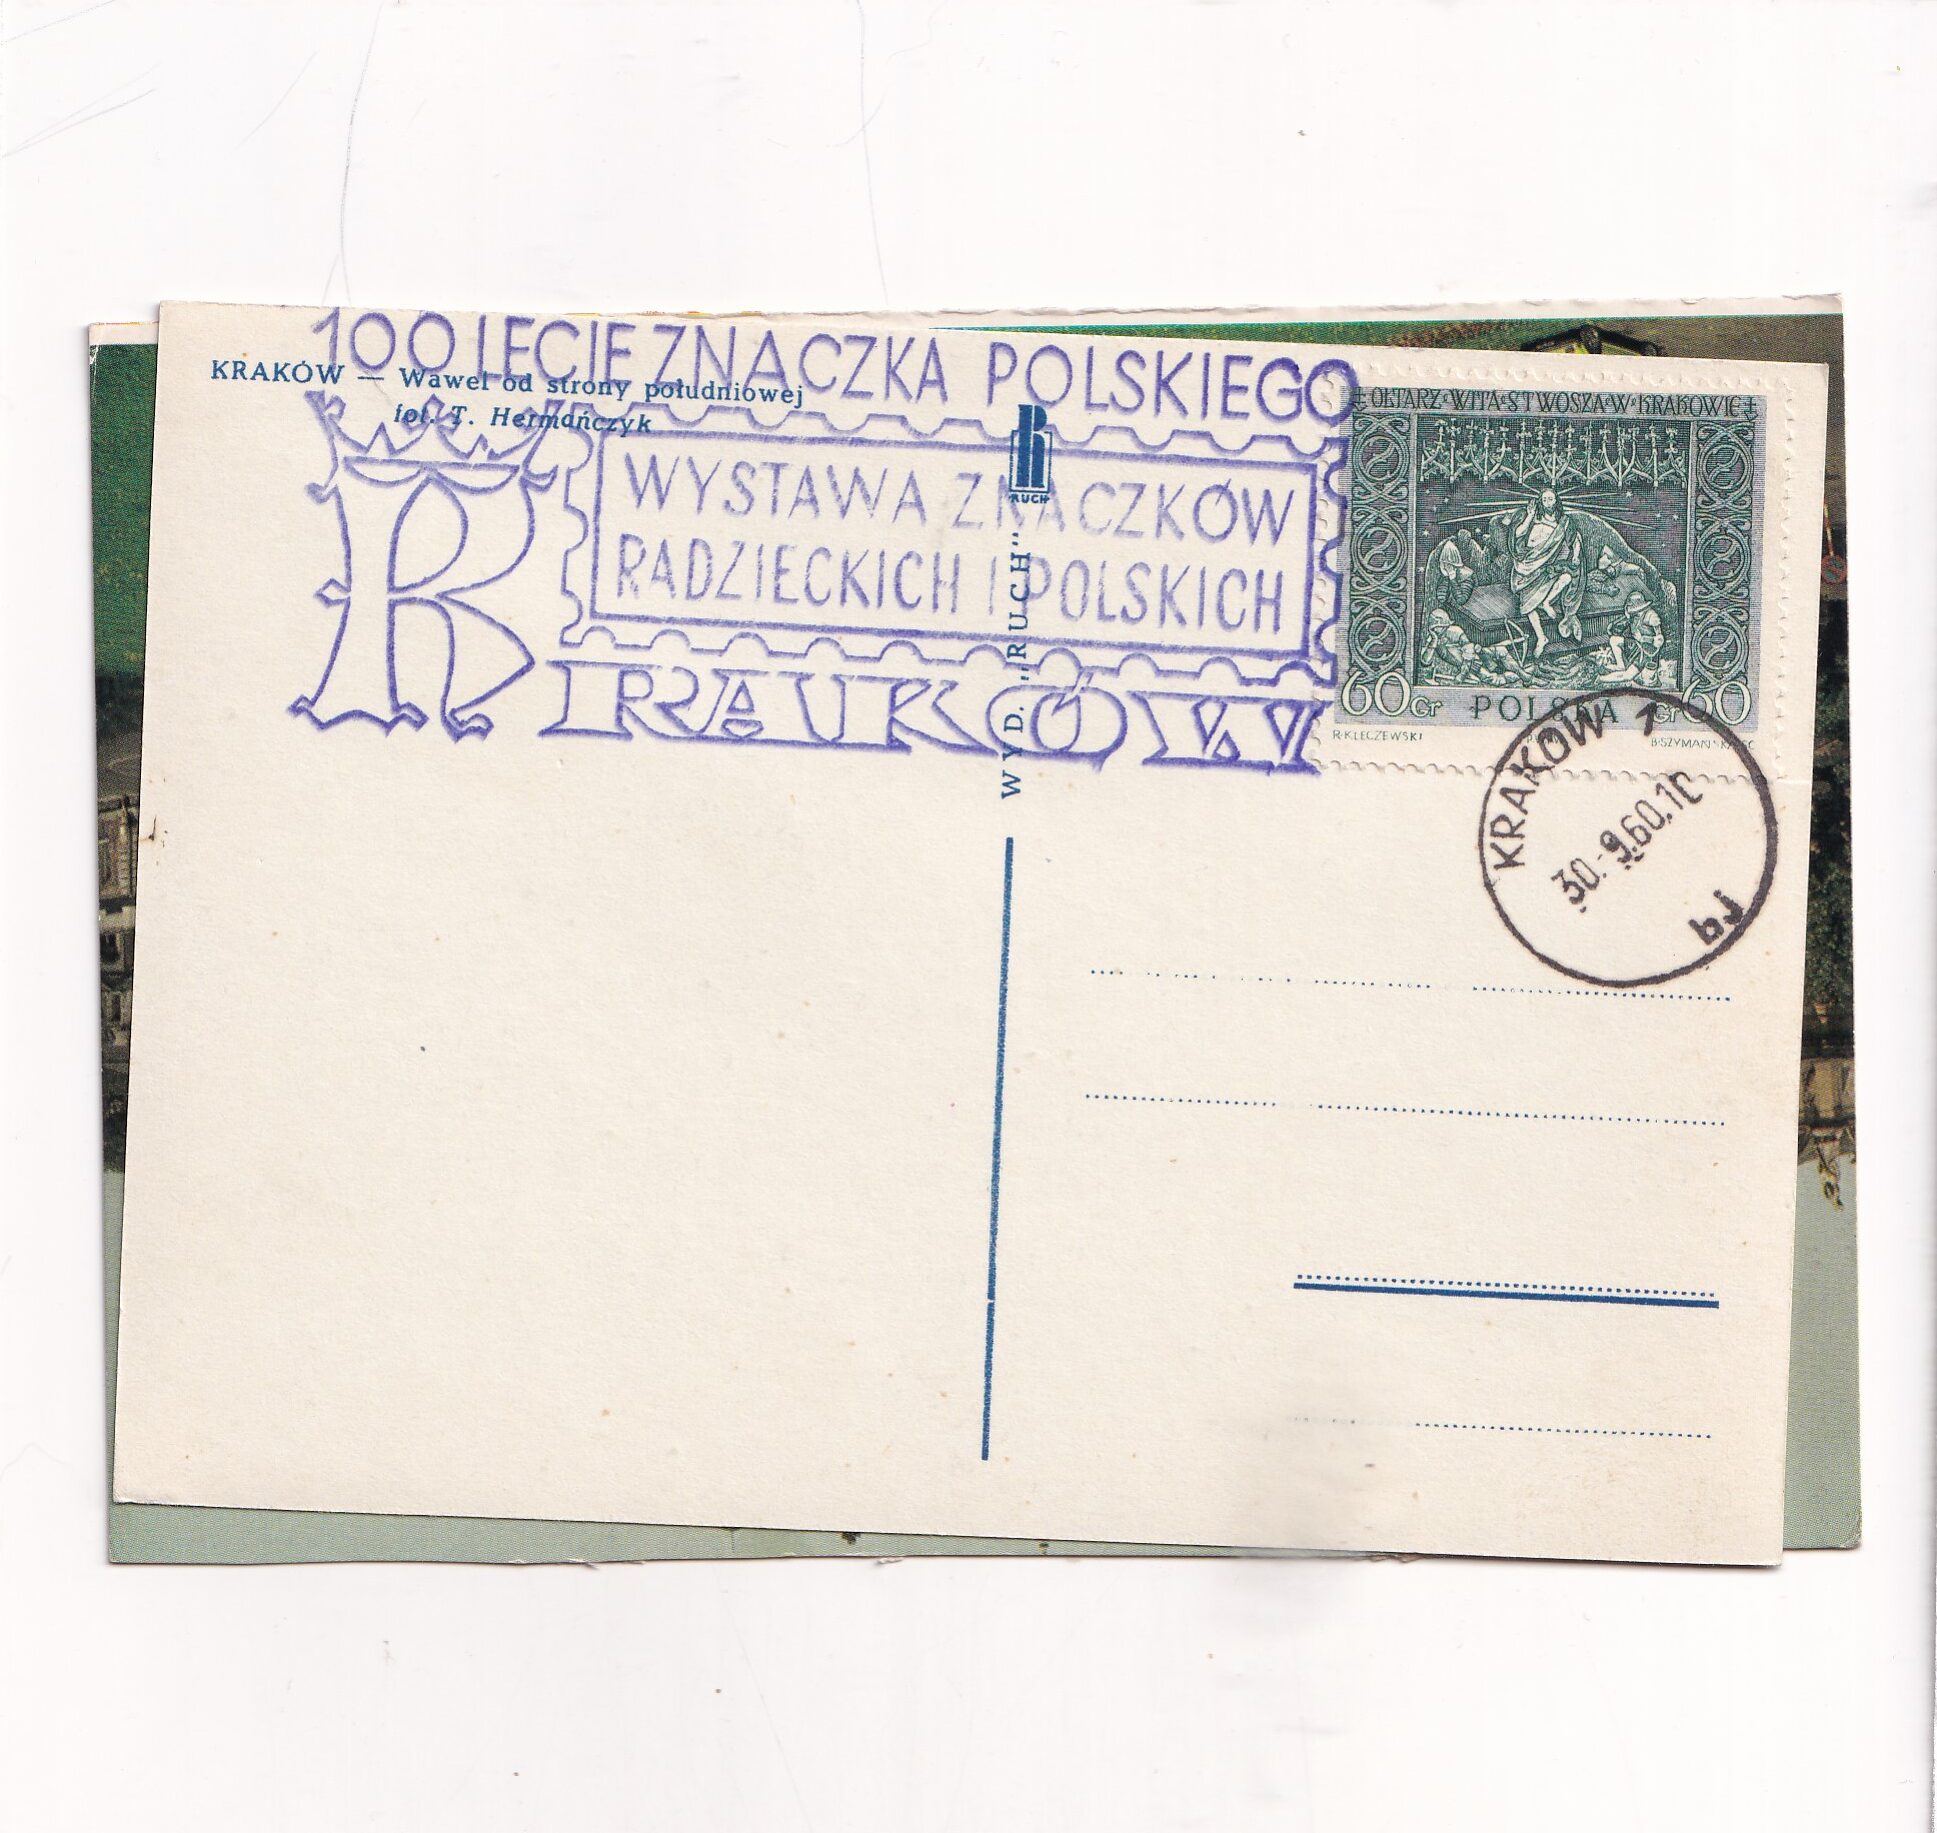 100 LECIE ZNACZKA POLSKIEGO
KRAKÓW — Wawel od strony południowej
fot. T. Hermańczyk
WYSTAWA ZNACZKÓW
RADZIECKICH I POLSKICH
KRAKÓW
RUCH
WYD. „RUCH"
OŁTARZ·WITA·STWOSZA·W·KRAKOWIE
60 Gr POLSKA Gr 60
R·KLECZEWSKI
KRAKÓW 1
30.-9.60.10
bj